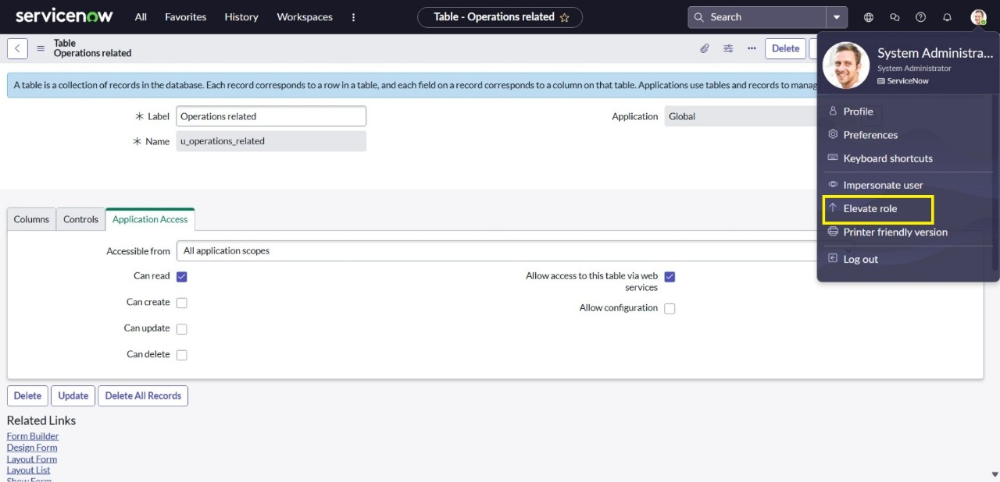 servicenow All Favorites History Workspaces Table - Operations related Search
Table
Operations related
Delete
A table is a collection of records in the database. Each record corresponds to a row in a table, and each field on a record corresponds to a column on that table. Applications use tables and records to manag
Label Operations related
Application Global
Name u_operations_related
System Administra...
System Administrator
ServiceNow
Profile
Preferences
Keyboard shortcuts
Impersonate user
Elevate role
Printer friendly version
Log out
Columns Controls Application Access
Accessible from All application scopes
Can read
Allow access to this table via web
services
Can create
Allow configuration
Can update
Can delete
Delete Update Delete All Records
Related Links
Form Builder
Design Form
Layout Form
Layout List
Show Form